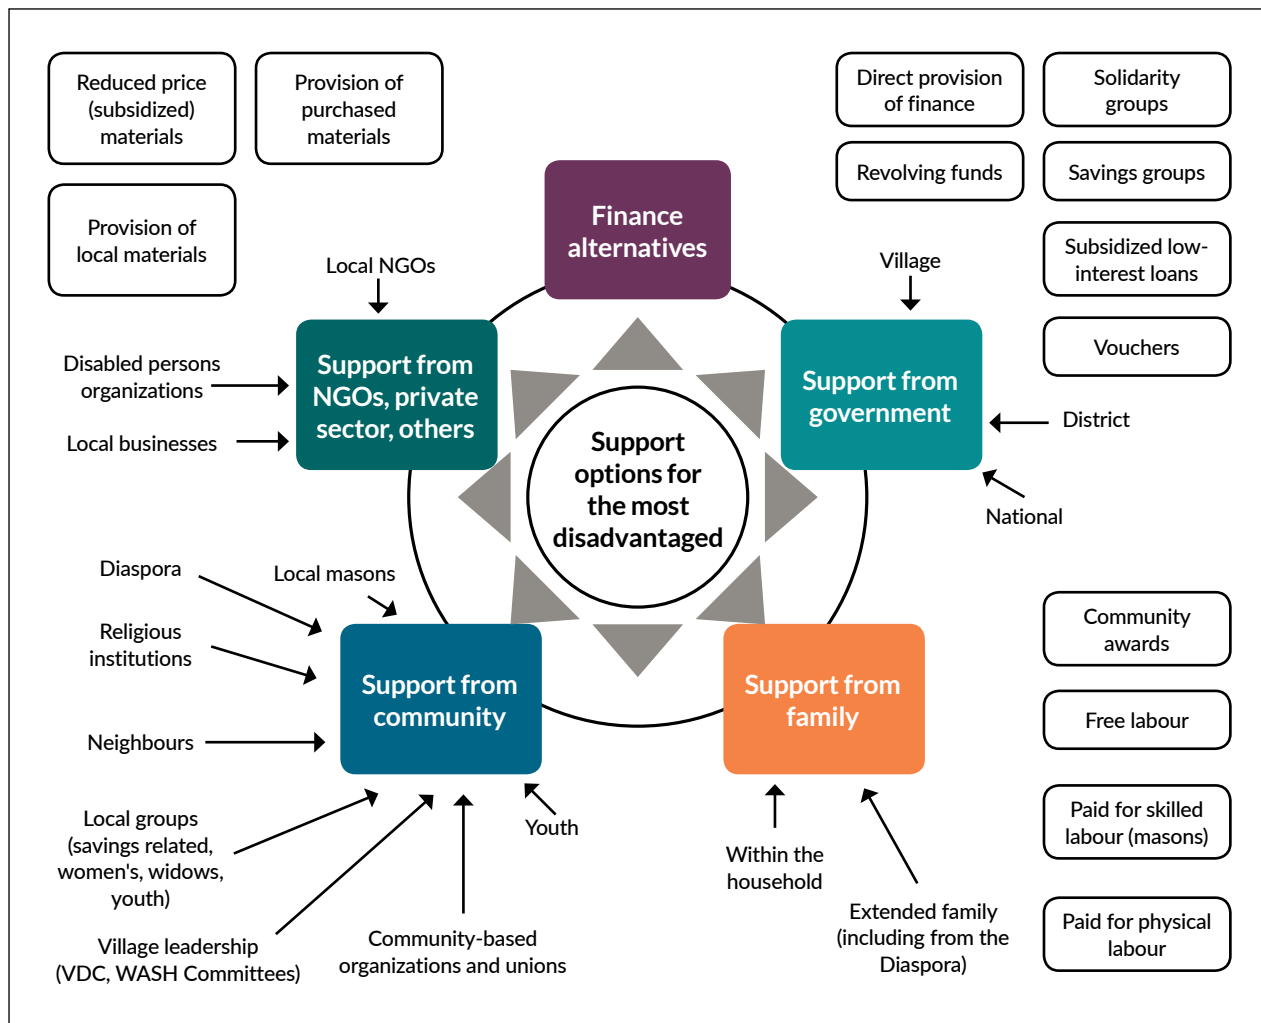 Reduced price
(subsidized)
materials
Provision of
purchased
materials
Direct provision
of finance
Solidarity
groups
Revolving funds
Savings groups
Provision of
local materials
Finance
alternatives
Subsidized low-
interest loans
Local NGOs
Village
Vouchers
Disabled persons
organizations
Support from
NGOs, private
sector, others
Support from
government
Local businesses
District
National
Support
options for
the most
disadvantaged
Diaspora
Local masons
Religious
institutions
Community
awards
Support from
community
Support from
family
Free labour
Neighbours
Local groups
(savings related,
women's, widows,
youth)
Youth
Paid for skilled
labour (masons)
Within the
household
Village leadership
(VDC, WASH Committees)
Community-based
organizations and unions
Extended family
(including from the
Diaspora)
Paid for physical
labour